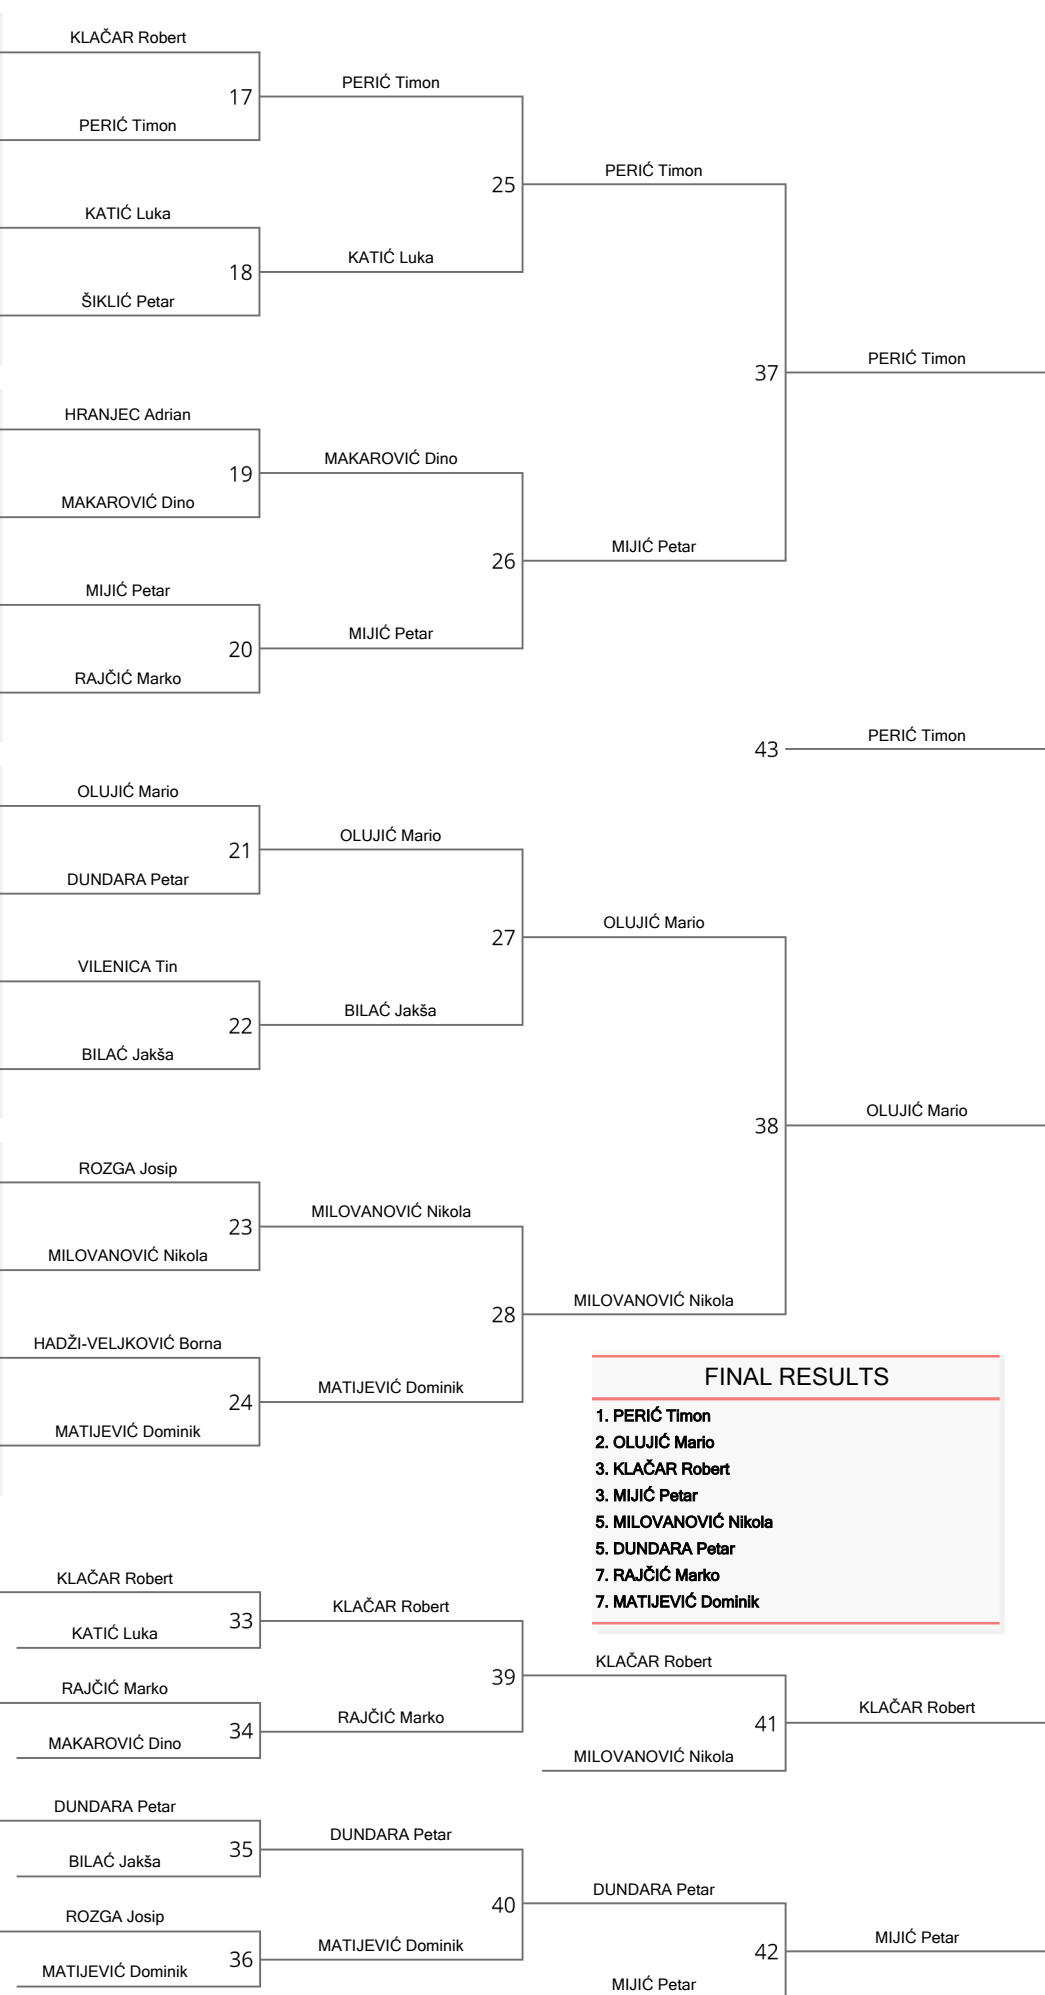 KLAČAR Robert
PERIĆ Timon
17
PERIĆ Timon
25
PERIĆ Timon
KATIĆ Luka
KATIĆ Luka
18
ŠIKLIĆ Petar
PERIĆ Timon
37
HRANJEC Adrian
MAKAROVIĆ Dino
19
MAKAROVIĆ Dino
MIJIĆ Petar
26
MIJIĆ Petar
MIJIĆ Petar
20
RAJČIĆ Marko
PERIĆ Timon
43
OLUJIĆ Mario
OLUJIĆ Mario
21
DUNDARA Petar
OLUJIĆ Mario
27
VILENICA Tin
BILAĆ Jakša
22
BILAĆ Jakša
OLUJIĆ Mario
38
ROZGA Josip
MILOVANOVIĆ Nikola
23
MILOVANOVIĆ Nikola
MILOVANOVIĆ Nikola
28
HADŽI-VELJKOVIĆ Borna
MATIJEVIĆ Dominik
24
MATIJEVIĆ Dominik
FINAL RESULTS
1. PERIĆ Timon
2. OLUJIĆ Mario
3. KLAČAR Robert
3. MIJIĆ Petar
5. MILOVANOVIĆ Nikola
5. DUNDARA Petar
7. RAJČIĆ Marko
7. MATIJEVIĆ Dominik
KLAČAR Robert
KLAČAR Robert
33
KATIĆ Luka
KLAČAR Robert
39
RAJČIĆ Marko
RAJČIĆ Marko
34
MAKAROVIĆ Dino
KLAČAR Robert
41
MILOVANOVIĆ Nikola
DUNDARA Petar
DUNDARA Petar
35
BILAĆ Jakša
DUNDARA Petar
40
ROZGA Josip
MATIJEVIĆ Dominik
36
MATIJEVIĆ Dominik
MIJIĆ Petar
42
MIJIĆ Petar